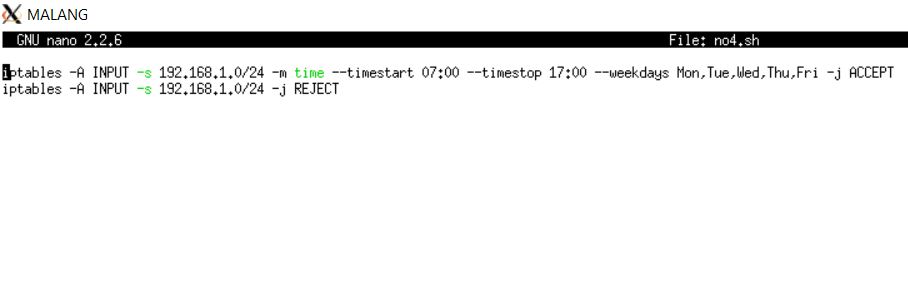 MALANG
GNU nano 2.2.6 File: no4.sh
iptables -A INPUT -s 192.168.1.0/24 -m time --timestart 07:00 --timestop 17:00 --weekdays Mon,Tue,Wed,Thu,Fri -j ACCEPT
iptables -A INPUT -s 192.168.1.0/24 -j REJECT